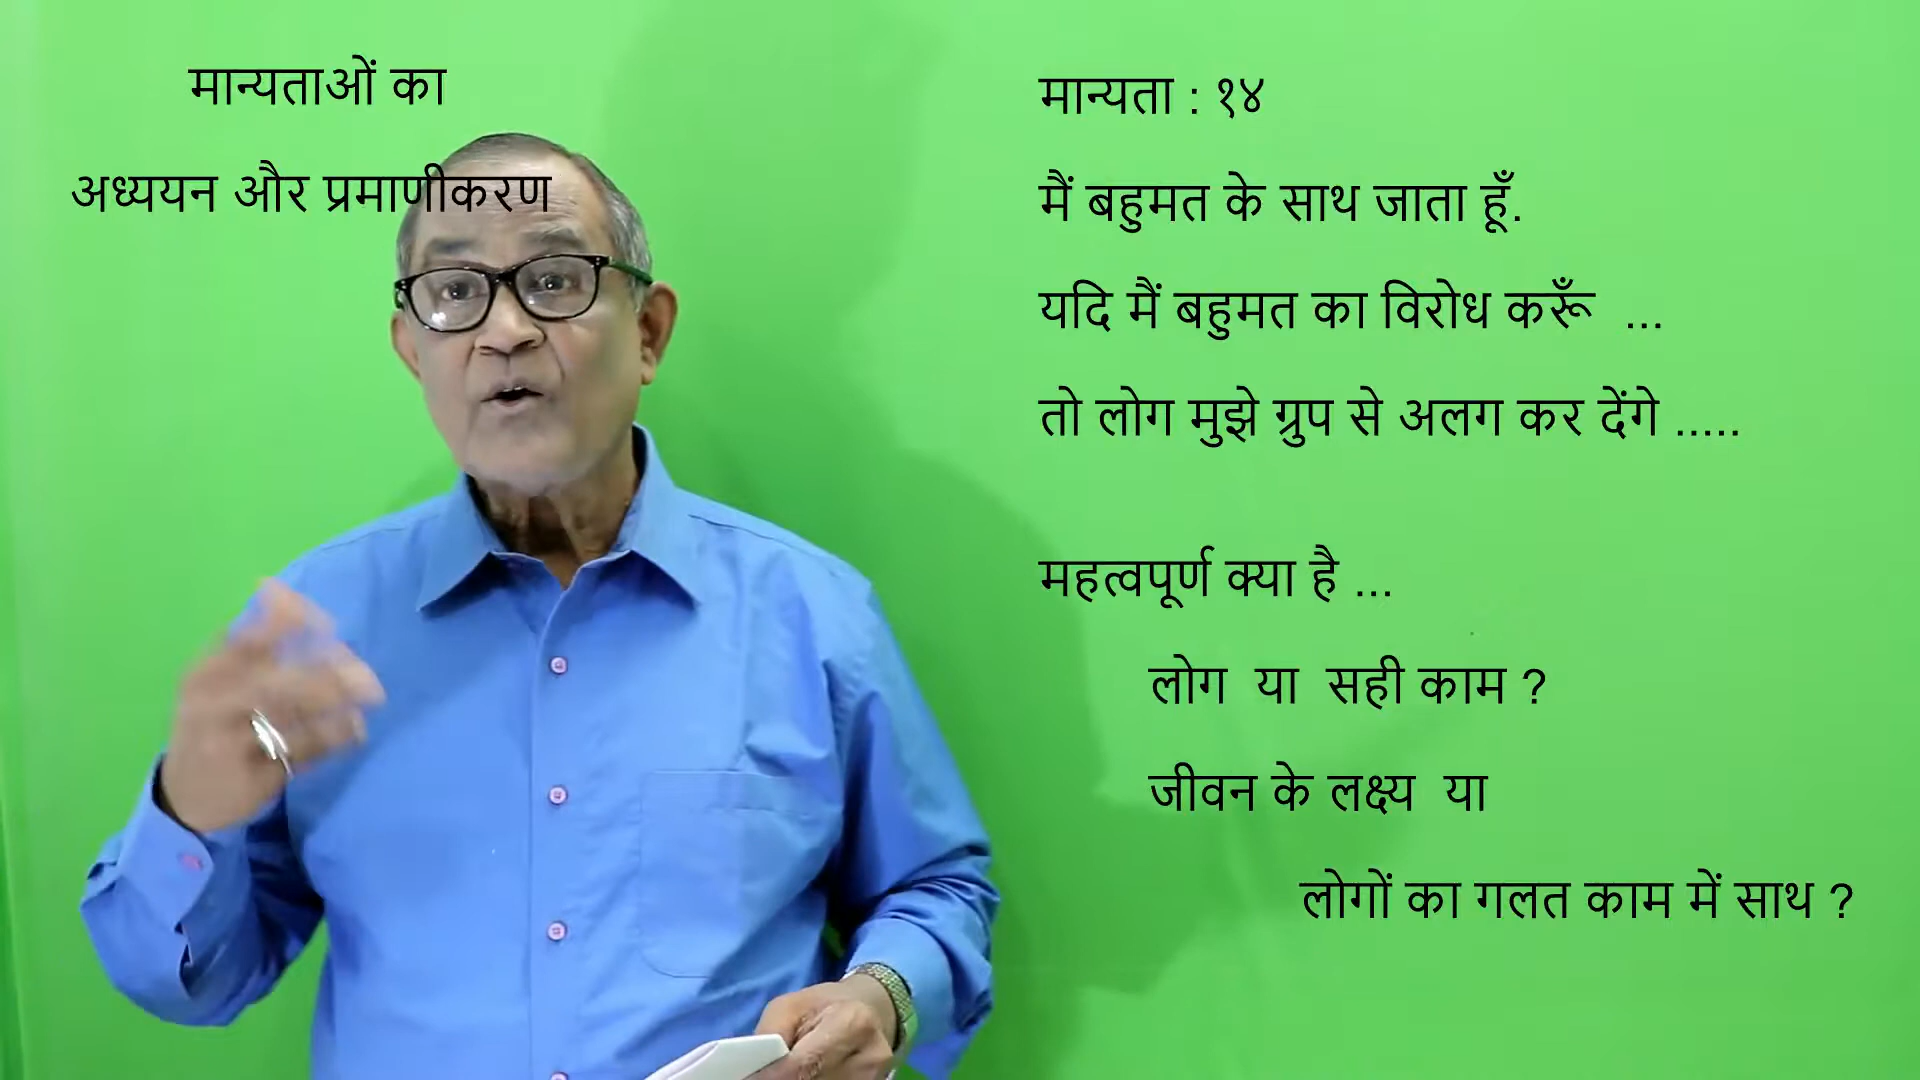 मान्यताओं का
अध्ययन और प्रमाणीकरण
मान्यता : १४
मैं बहुमत के साथ जाता हूँ.
यदि मैं बहुमत का विरोध करूँ ...
तो लोग मुझे ग्रुप से अलग कर देंगे .....
महत्वपूर्ण क्या है ...
लोग या सही काम ?
जीवन के लक्ष्य या
लोगों का गलत काम में साथ ?